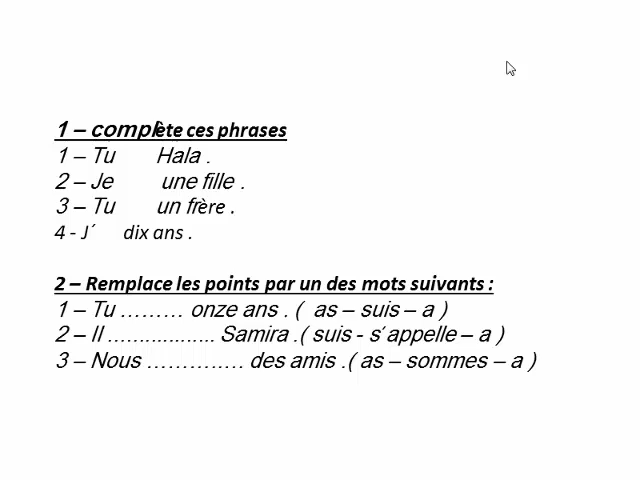 1 – complète ces phrases
1 – Tu Hala .
2 – Je une fille .
3 – Tu un frère .
4 - J´ dix ans .
2 – Remplace les points par un des mots suivants :
1 – Tu ……… onze ans . ( as – suis – a )
2 – Il ................. Samira .( suis - s´appelle – a )
3 – Nous …………… des amis .( as – sommes – a )